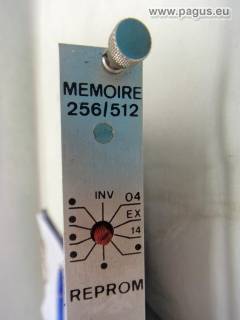 www.pagus.eu
MEMOIRE
256/512
INV 04
EX
14
REPROM